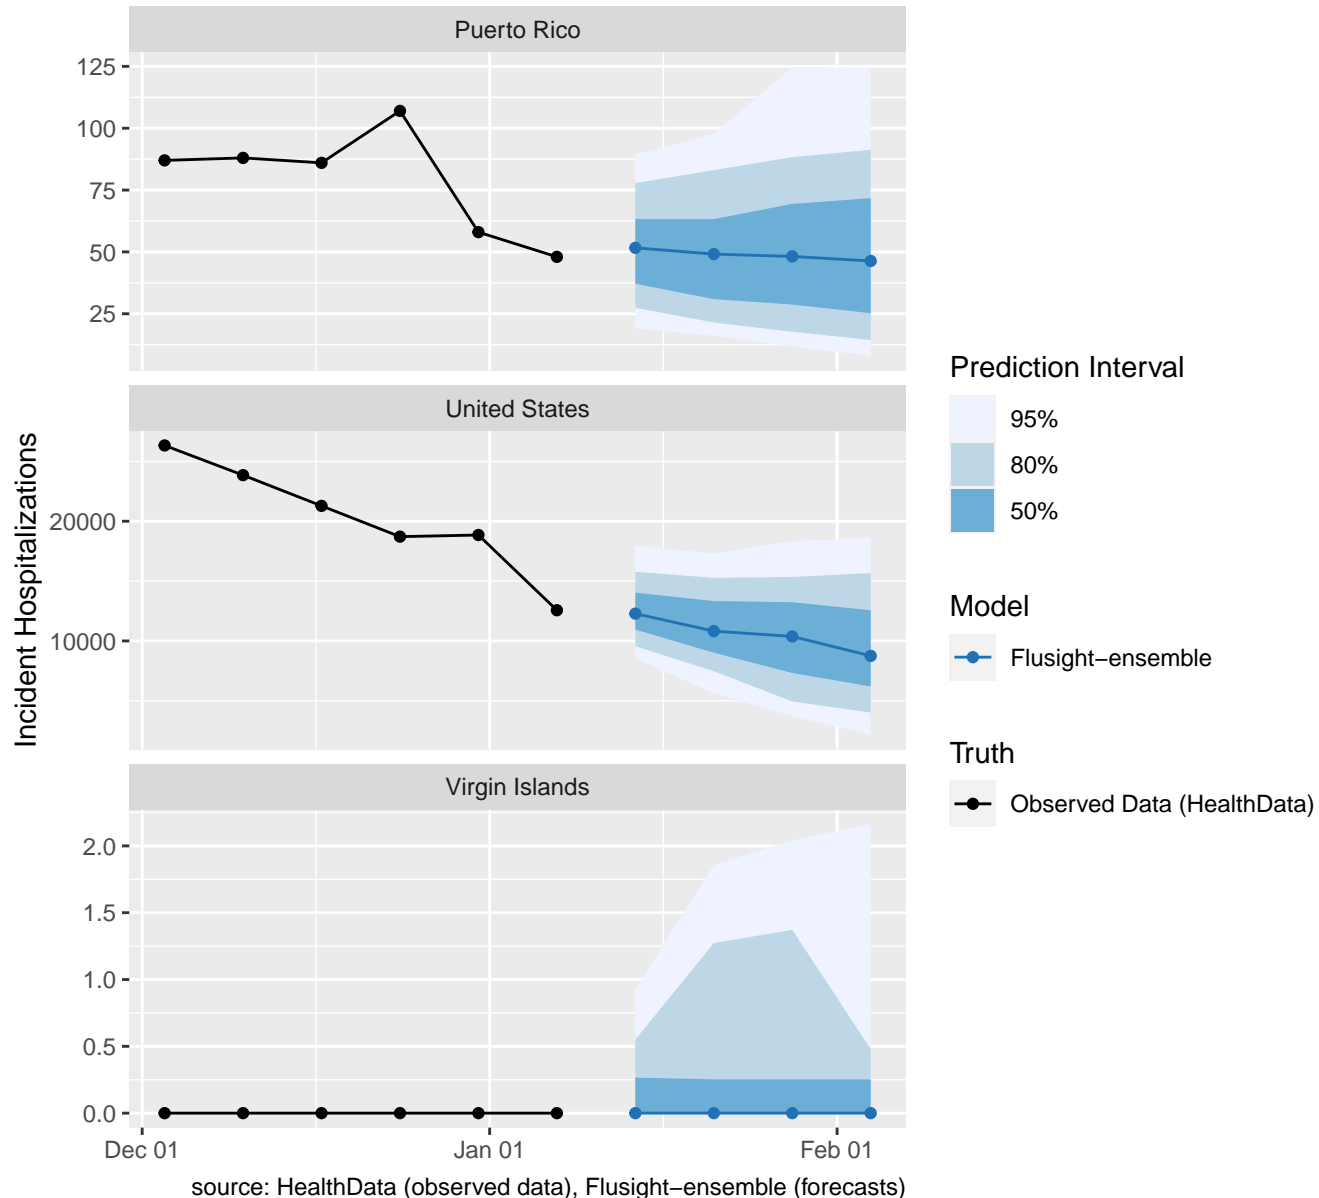 Puerto Rico
125
100
75
50
25
United States
20000
10000
Virgin Islands
2.0
1.5
1.0
0.5
0.0
Dec 01
Jan 01
Feb 01
Incident Hospitalizations
source: HealthData (observed data), Flusight−ensemble (forecasts)
Prediction Interval
95%
80%
50%
Model
Flusight−ensemble
Truth
Observed Data (HealthData)